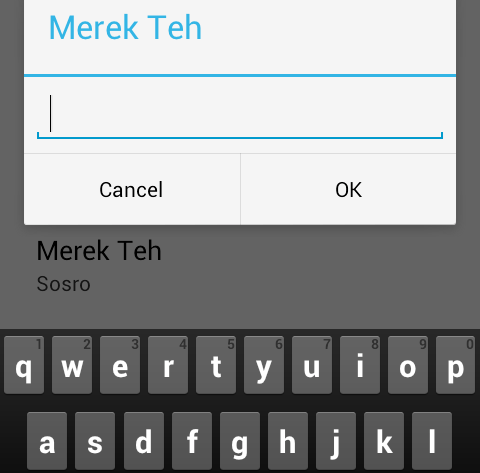 Merek Teh
Cancel OK
Merek Teh
Sosro
1 2 3 4 5 6 7 8 9 0
q w e r t y u i o p
a s d f g h j k l